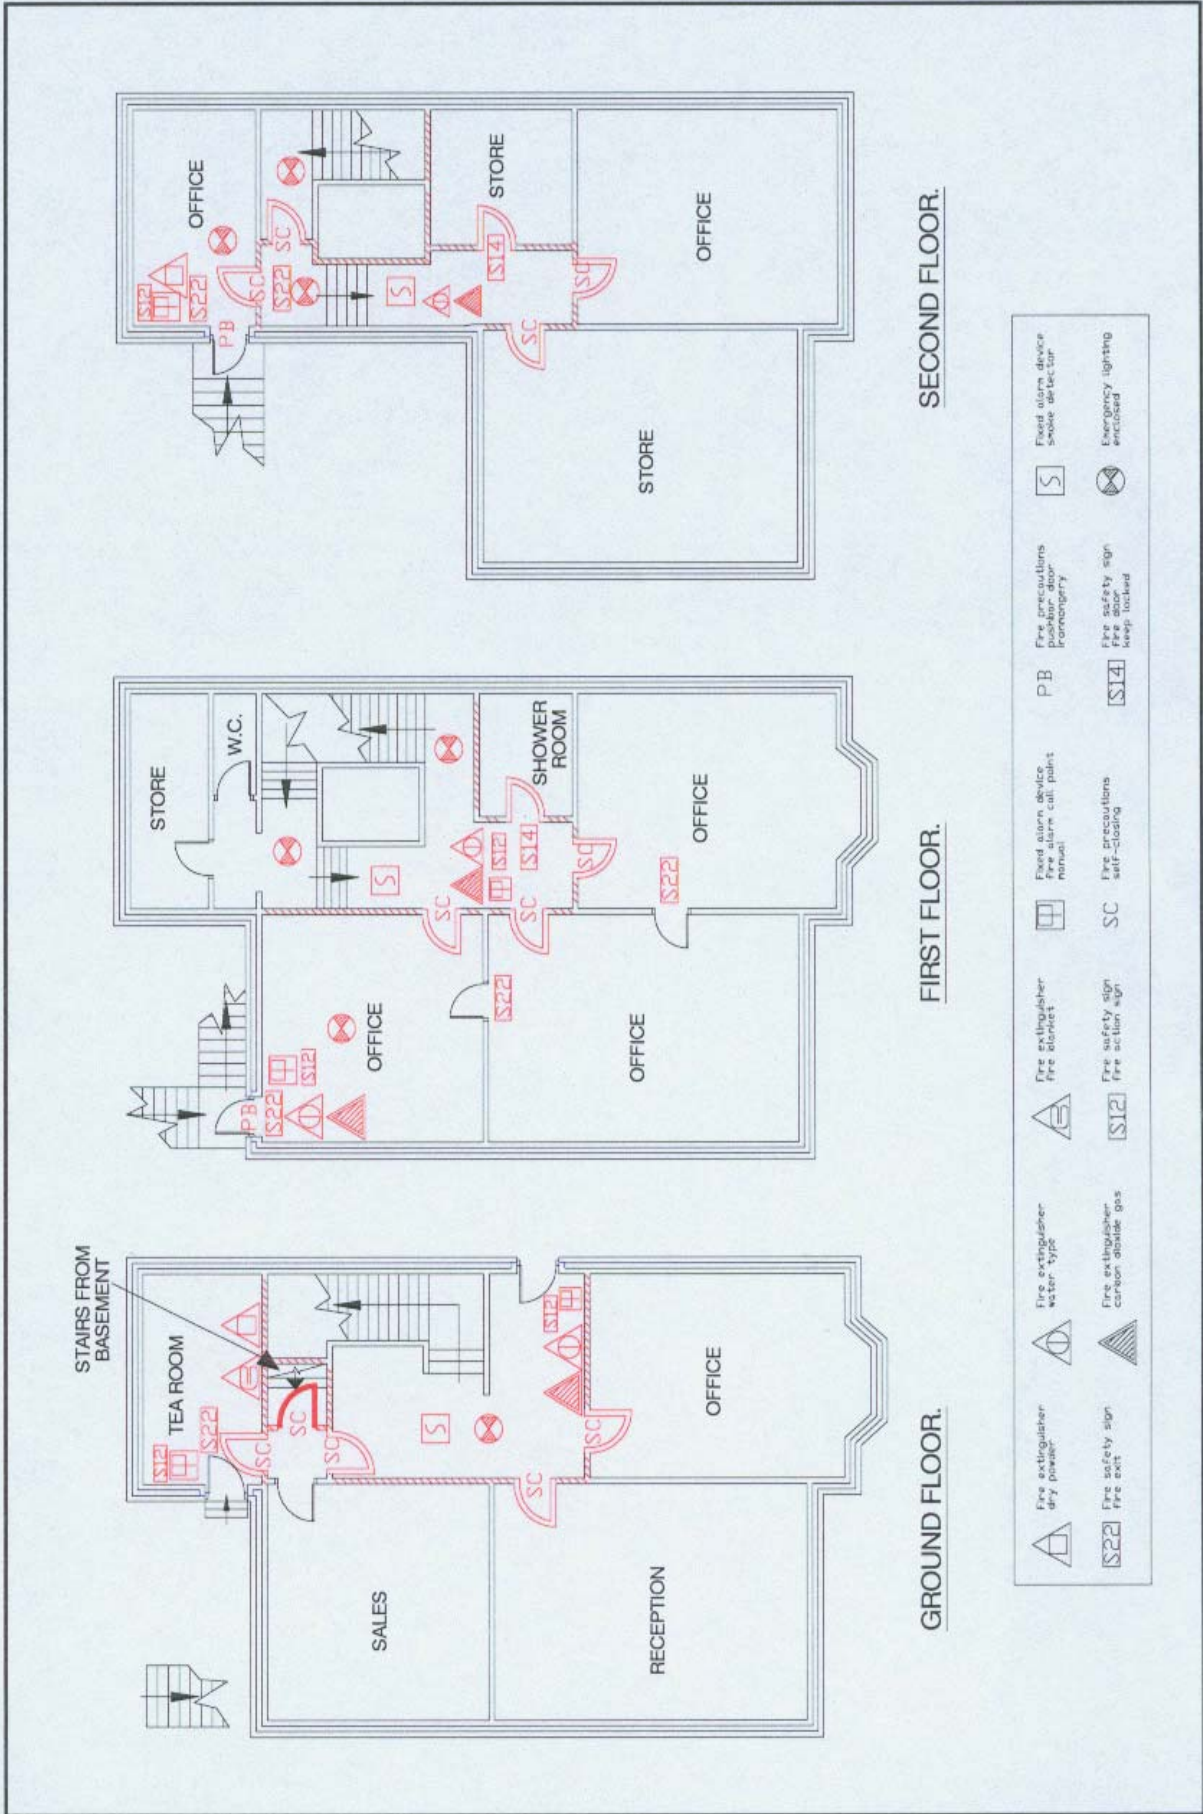 STAIRS FROM
BASEMENT
TEA ROOM
S12
S22
SC
SC
SC
S
S12
SC
SC
SALES
RECEPTION
OFFICE
GROUND FLOOR.
STORE
W.C.
PB
S22
S12
OFFICE
S
SC
S12
S14
SC
SC
SHOWER
ROOM
S22
S22
OFFICE
OFFICE
FIRST FLOOR.
OFFICE
S12
S22
PB
SC
SC
S22
S
S14
SC
SC
STORE
STORE
OFFICE
SECOND FLOOR.
Fire extinguisher
dry powder
Fire extinguisher
water type
Fire extinguisher
fire blanket
Fixed alarm device
fire alarm call point
manual
PB
Fire precautions
pushbar door
ironmongery
S
Fixed alarm device
smoke detector
S22
Fire safety sign
fire exit
Fire extinguisher
carbon dioxide gas
S12
Fire safety sign
fire action sign
SC
Fire precautions
self-closing
S14
Fire safety sign
fire door
keep locked
Emergency lighting
enclosed